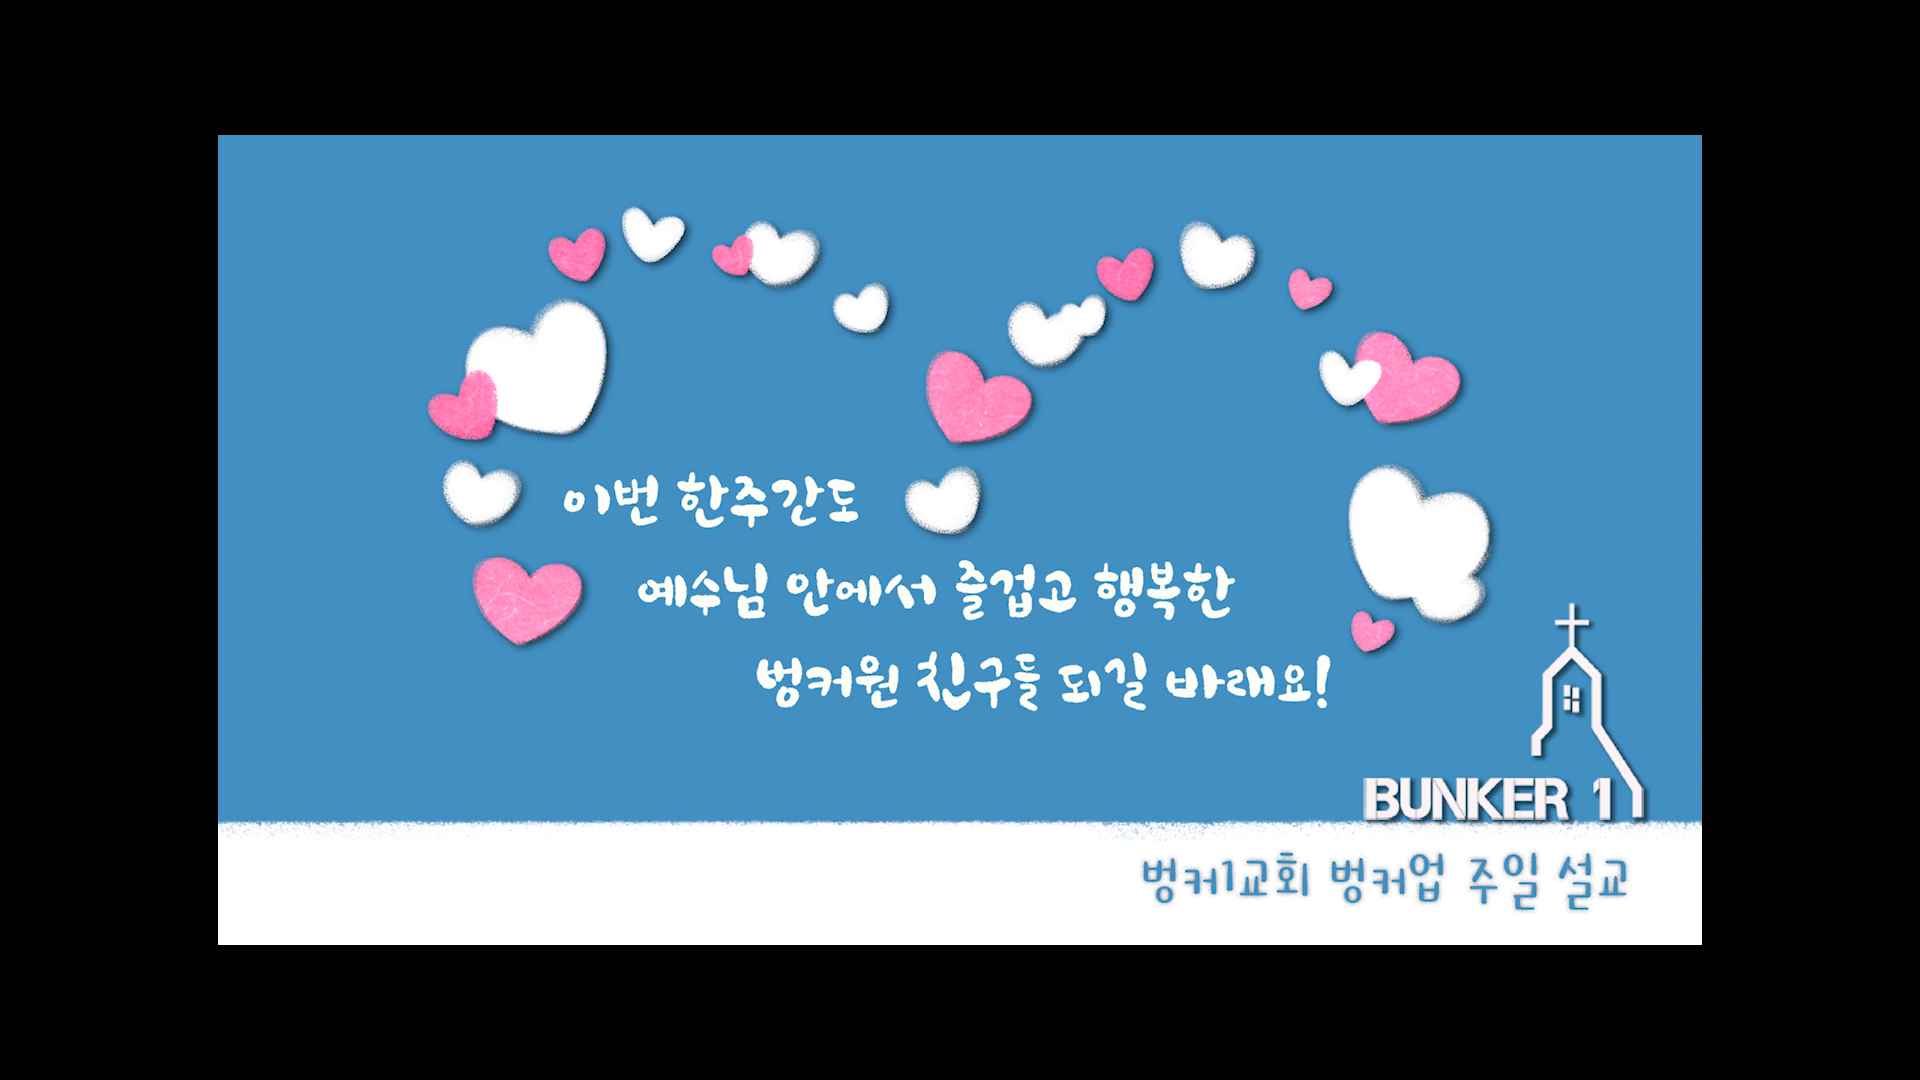 이번 한주간도
예수님 안에서 즐겁고 행복한
벙커원 친구들 되길 바래요!
BUNKER 1
벙커1교회 벙커업 주일 설교